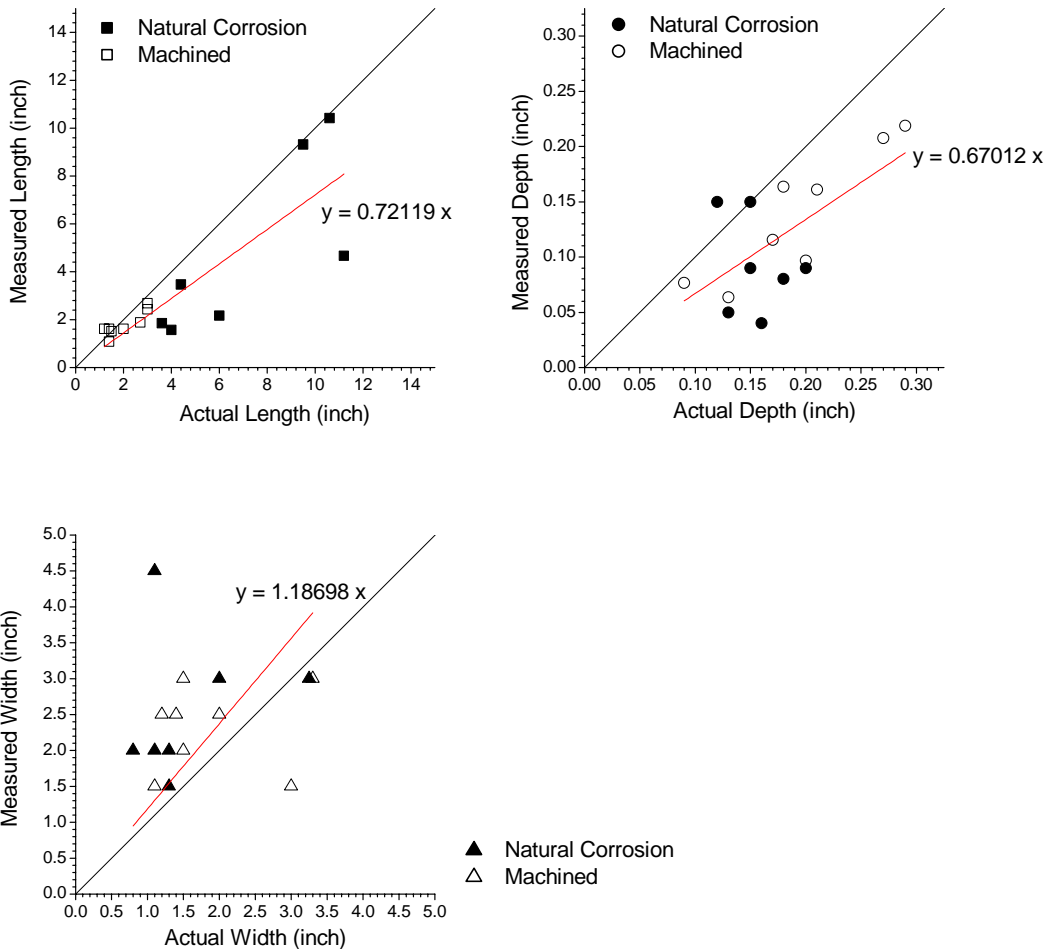 Natural Corrosion
Machined
y = 0.72119 x
Measured Length (inch)
14
12
10
8
6
4
2
0
0 2 4 6 8 10 12 14
Actual Length (inch)
Natural Corrosion
Machined
y = 0.67012 x
Measured Depth (inch)
0.30
0.25
0.20
0.15
0.10
0.05
0.00
0.00 0.05 0.10 0.15 0.20 0.25 0.30
Actual Depth (inch)
y = 1.18698 x
Measured Width (inch)
5.0
4.5
4.0
3.5
3.0
2.5
2.0
1.5
1.0
0.5
0.0
0.0 0.5 1.0 1.5 2.0 2.5 3.0 3.5 4.0 4.5 5.0
Actual Width (inch)
Natural Corrosion
Machined